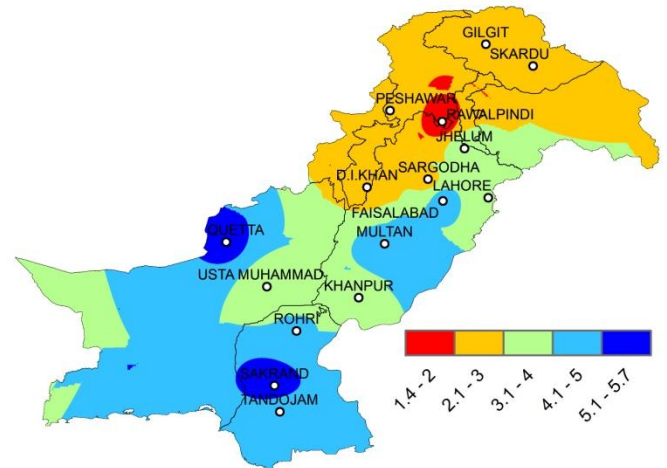 GILGIT
SKARDU
PESHAWAR
RAWALPINDI
JHELUM
SARGODHA
D.I.KHAN
LAHORE
FAISALABAD
MULTAN
QUETTA
USTA MUHAMMAD
KHANPUR
ROHRI
SAKRAND
TANDOJAM
1.4 - 2
2.1 - 3
3.1 - 4
4.1 - 5
5.1 - 5.7